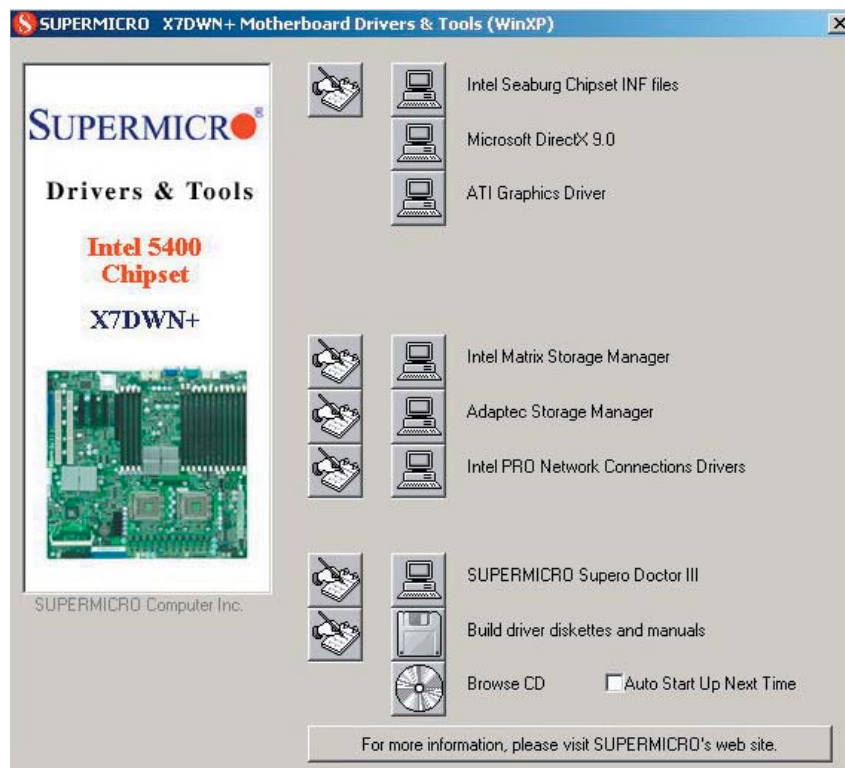 SUPERMICRO X7DWN+ Motherboard Drivers & Tools (WinXP)
SUPERMICRO®
Drivers & Tools
Intel 5400
Chipset
X7DWN+
SUPERMICRO Computer Inc.
Intel Seaburg Chipset INF files
Microsoft DirectX 9.0
ATI Graphics Driver
Intel Matrix Storage Manager
Adaptec Storage Manager
Intel PRO Network Connections Drivers
SUPERMICRO Supero Doctor III
Build driver diskettes and manuals
Browse CD
Auto Start Up Next Time
For more information, please visit SUPERMICRO's web site.